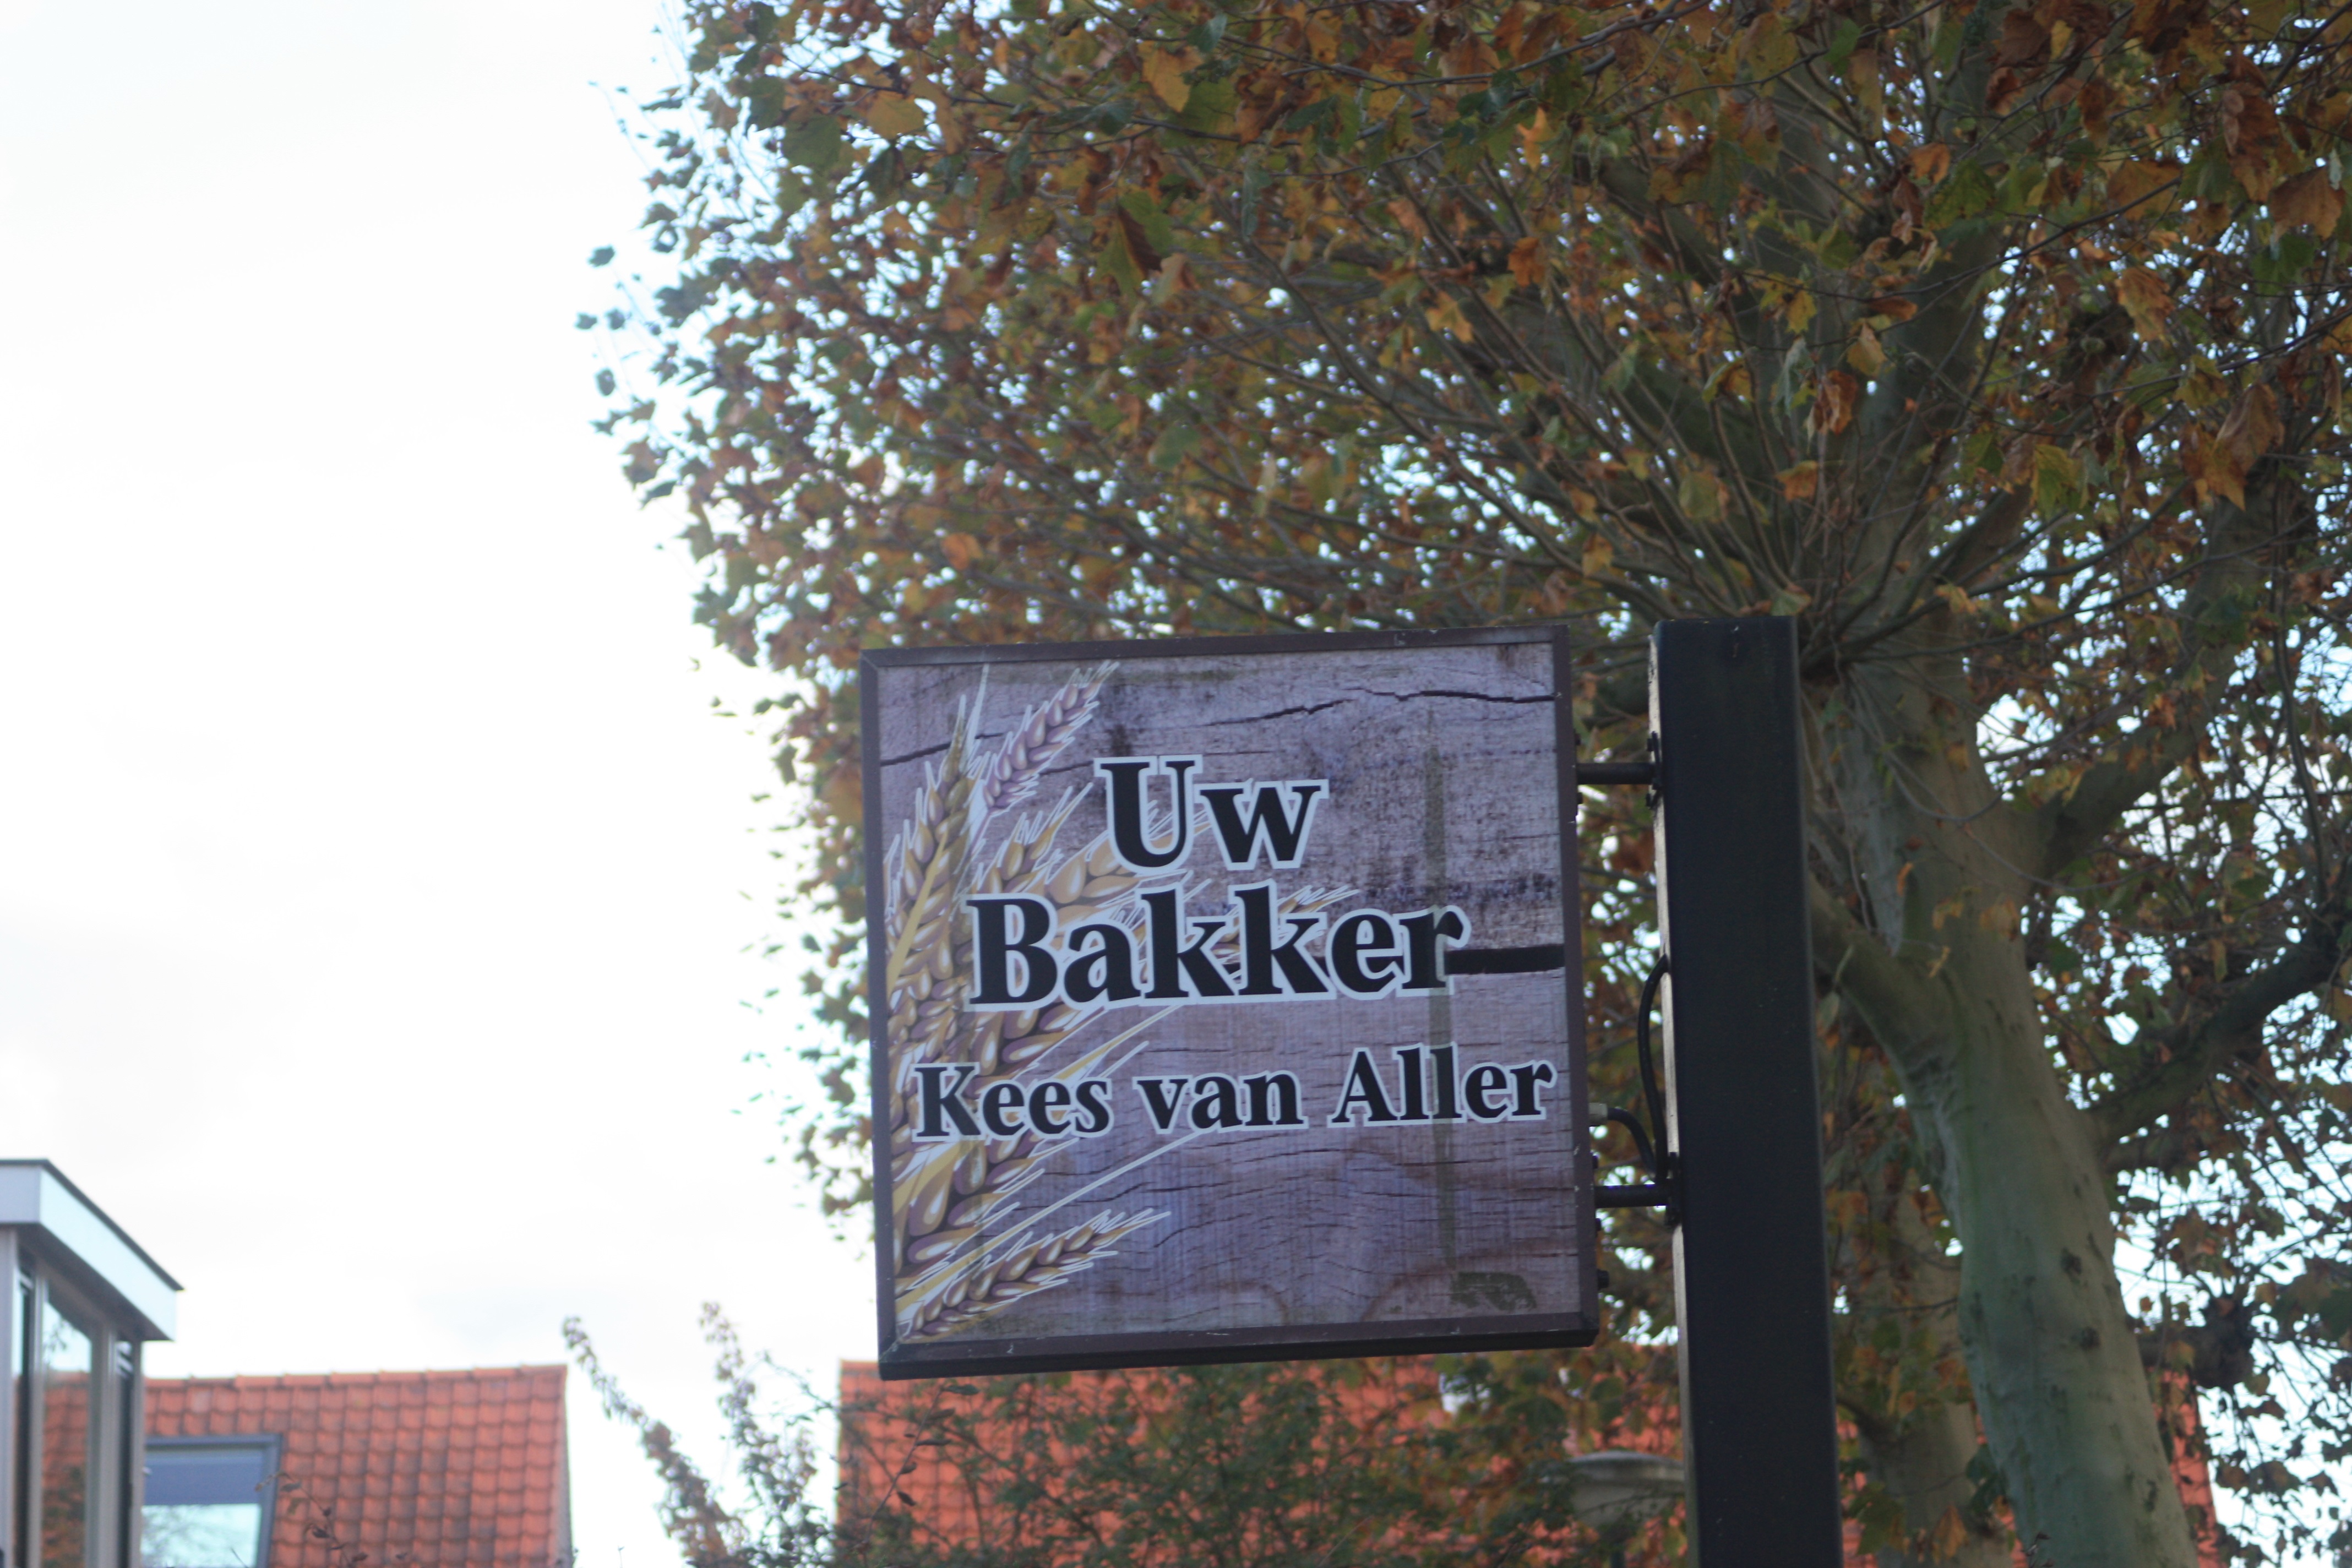 Uw
Bakker
Kees van Aller